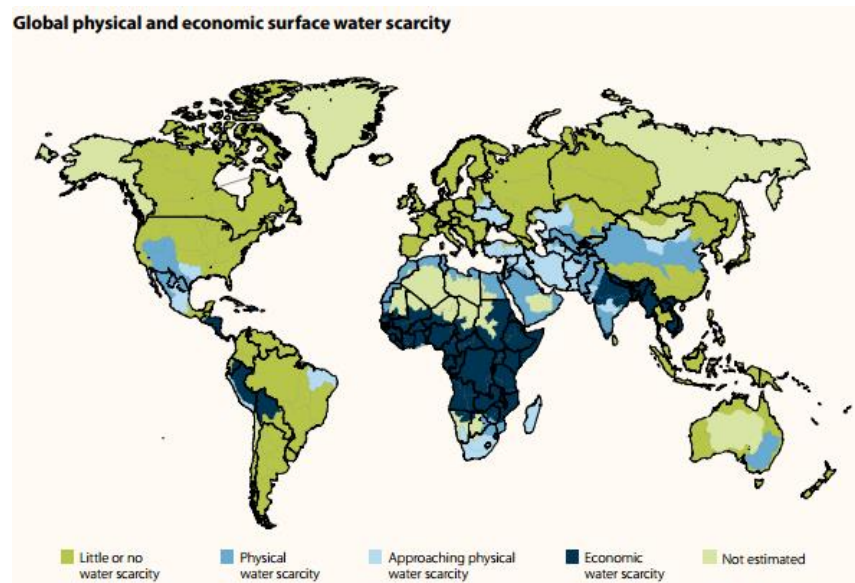 Global physical and economic surface water scarcity
Little or no
water scarcity
Physical
water scarcity
Approaching physical
water scarcity
Economic
water scarcity
Not estimated